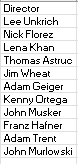 Director
Lee Unkrich
Nick Florez
Lena Khan
Thomas Astruc
Jim Wheat
Adam Geiger
Kenny Ortega
John Musker
Franz Hafner
Adam Trent
John Murlowski